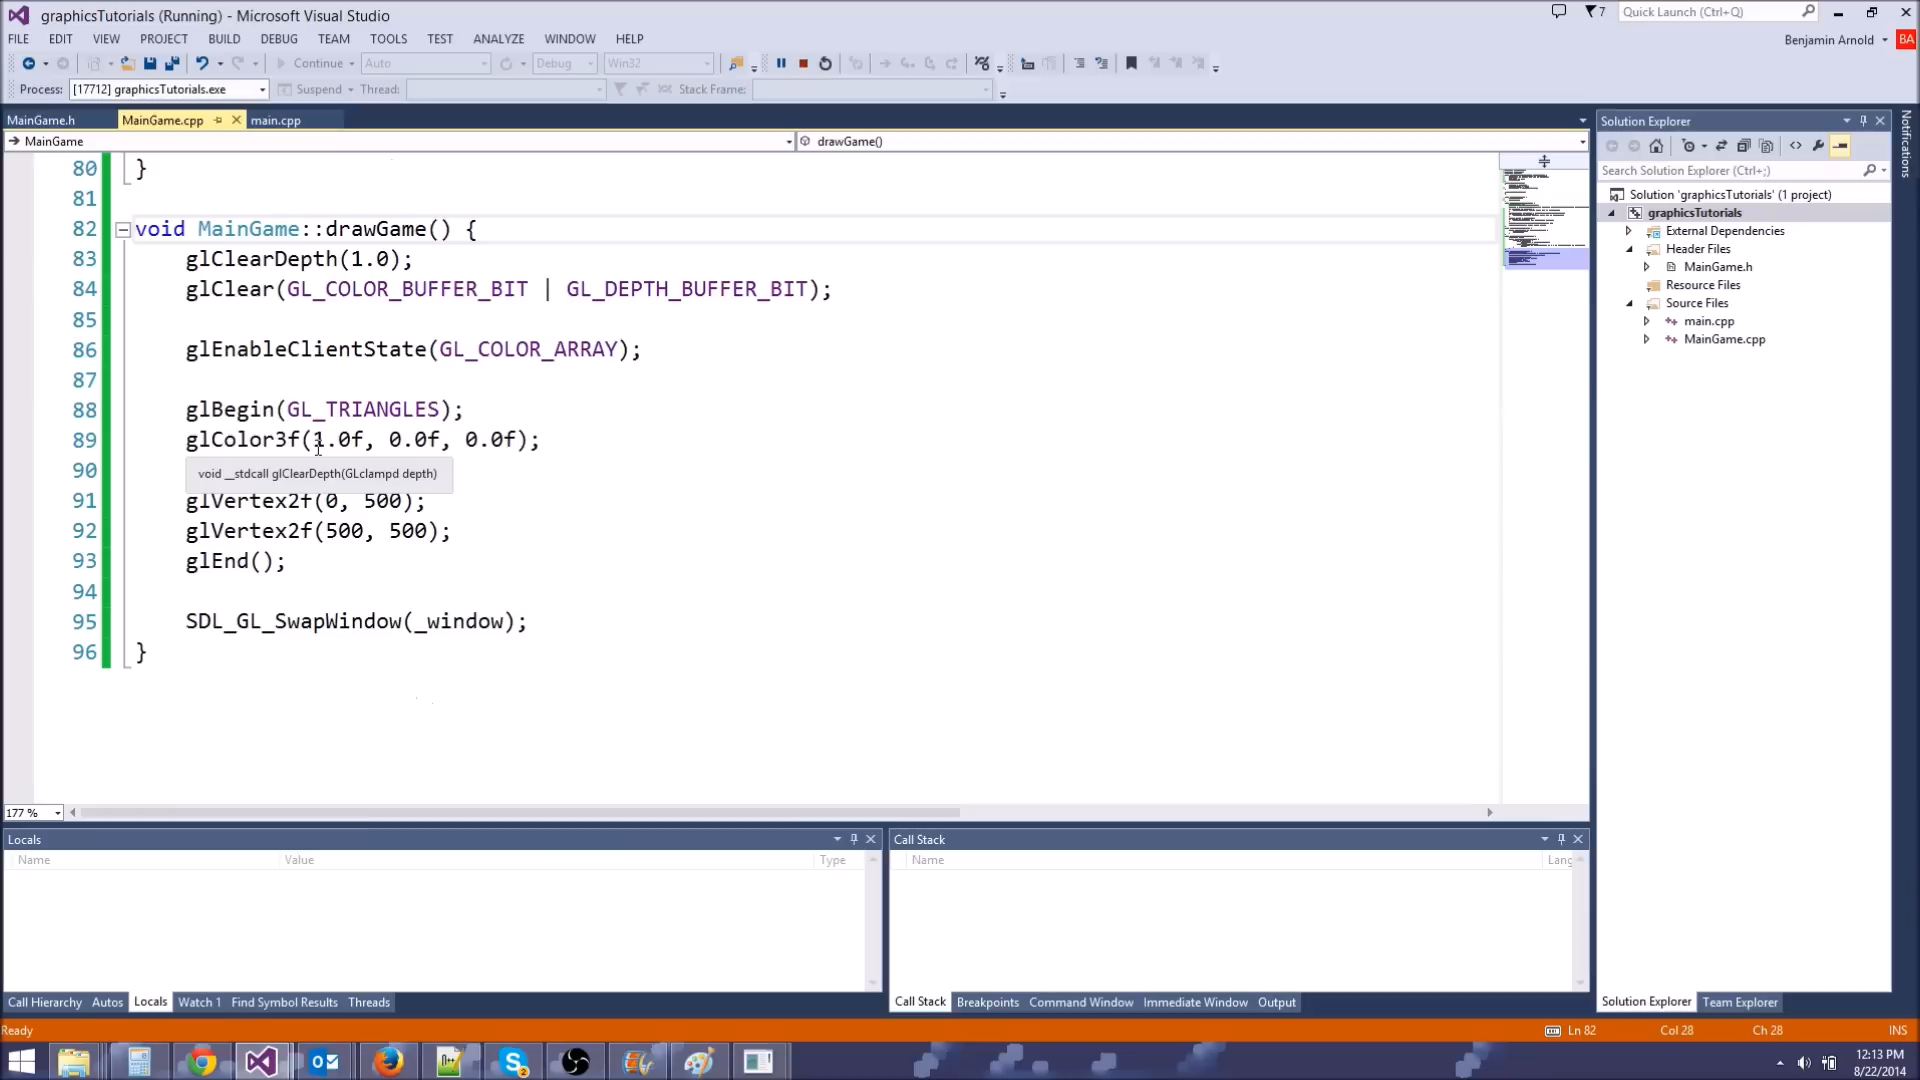 graphicsTutorials (Running) - Microsoft Visual Studio
7
Quick Launch (Ctrl+Q)
FILE EDIT VIEW PROJECT BUILD DEBUG TEAM TOOLS TEST ANALYZE WINDOW HELP
Benjamin Arnold BA
Continue Auto Debug Win32
Process: [17712] graphicsTutorials.exe Suspend Thread: Stack Frame:
MainGame.h MainGame.cpp main.cpp
MainGame drawGame()
80 }
81
82 void MainGame::drawGame() {
83 glClearDepth(1.0);
84 glClear(GL_COLOR_BUFFER_BIT | GL_DEPTH_BUFFER_BIT);
85
86 glEnableClientState(GL_COLOR_ARRAY);
87
88 glBegin(GL_TRIANGLES);
89 glColor3f(1.0f, 0.0f, 0.0f);
90 void __stdcall glClearDepth(GLclampd depth)
91 glVertex2f(0, 500);
92 glVertex2f(500, 500);
93 glEnd();
94
95 SDL_GL_SwapWindow(_window);
96 }
177 %
Solution Explorer
Search Solution Explorer (Ctrl+;)
Solution 'graphicsTutorials' (1 project)
graphicsTutorials
External Dependencies
Header Files
MainGame.h
Resource Files
Source Files
main.cpp
MainGame.cpp
Notifications
Locals
Name Value Type
Call Stack
Name Lang
Call Hierarchy Autos Locals Watch 1 Find Symbol Results Threads
Call Stack Breakpoints Command Window Immediate Window Output
Solution Explorer Team Explorer
Ready Ln 82 Col 28 Ch 28 INS
12:13 PM
8/22/2014